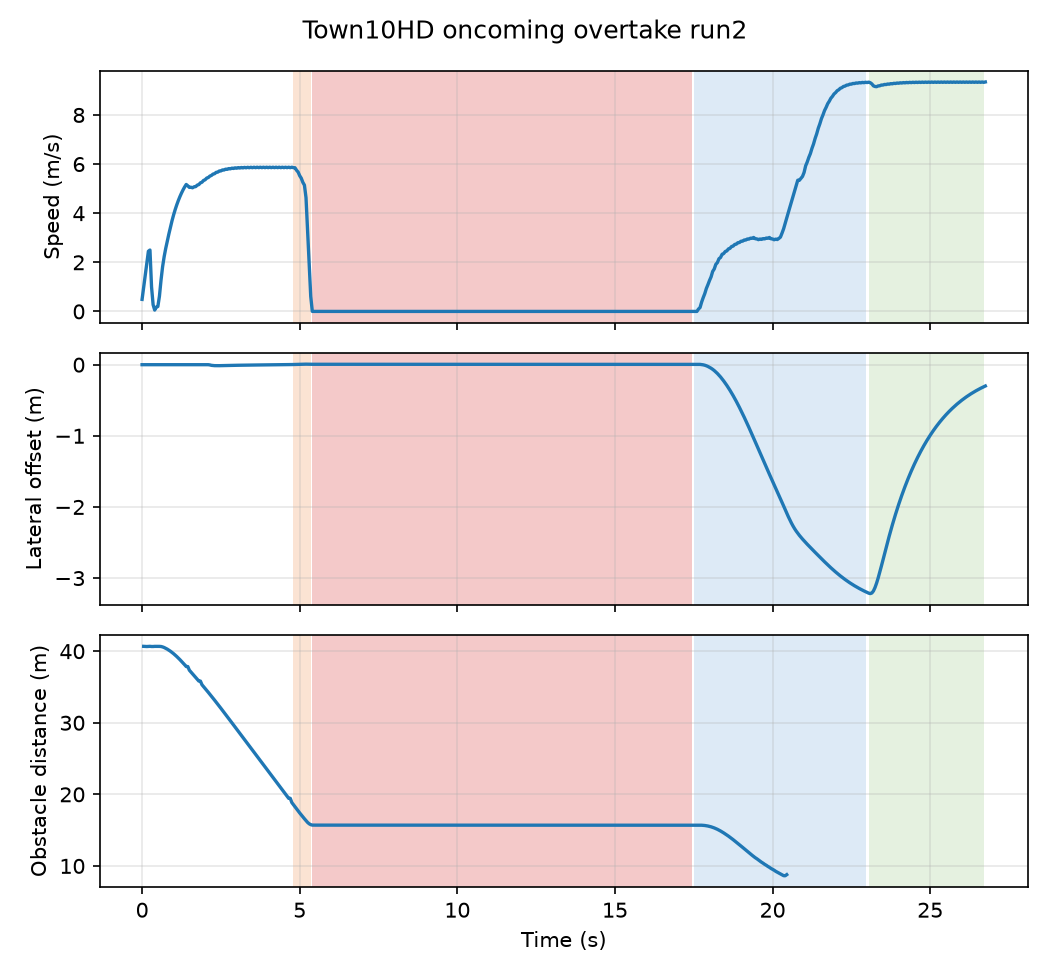 Town10HD oncoming overtake run2
Speed (m/s)
8
6
4
2
0
Lateral offset (m)
0
−1
−2
−3
Obstacle distance (m)
40
30
20
10
0 5 10 15 20 25
Time (s)